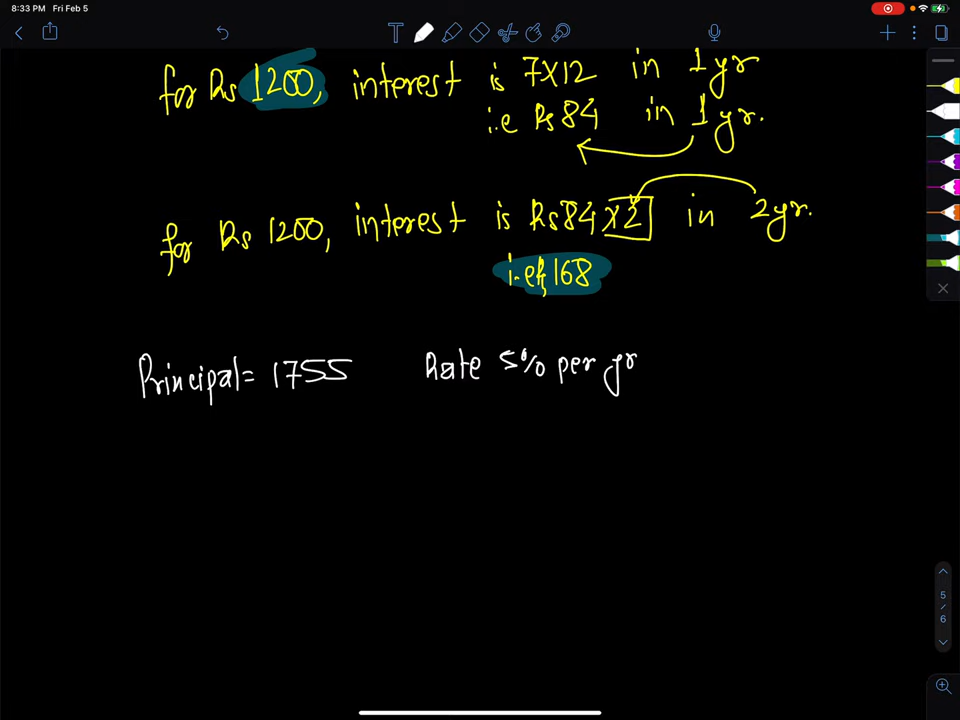 8:33 PM Fri Feb 5
for Rs 1200, interest is 7X12 in 1 yr
i.e Rs 84 in 1 yr.
for Rs 1200, interest is Rs 84 X2 in 2 yr.
168
Principal = 1755 Rate 5% per yr
5
/
6